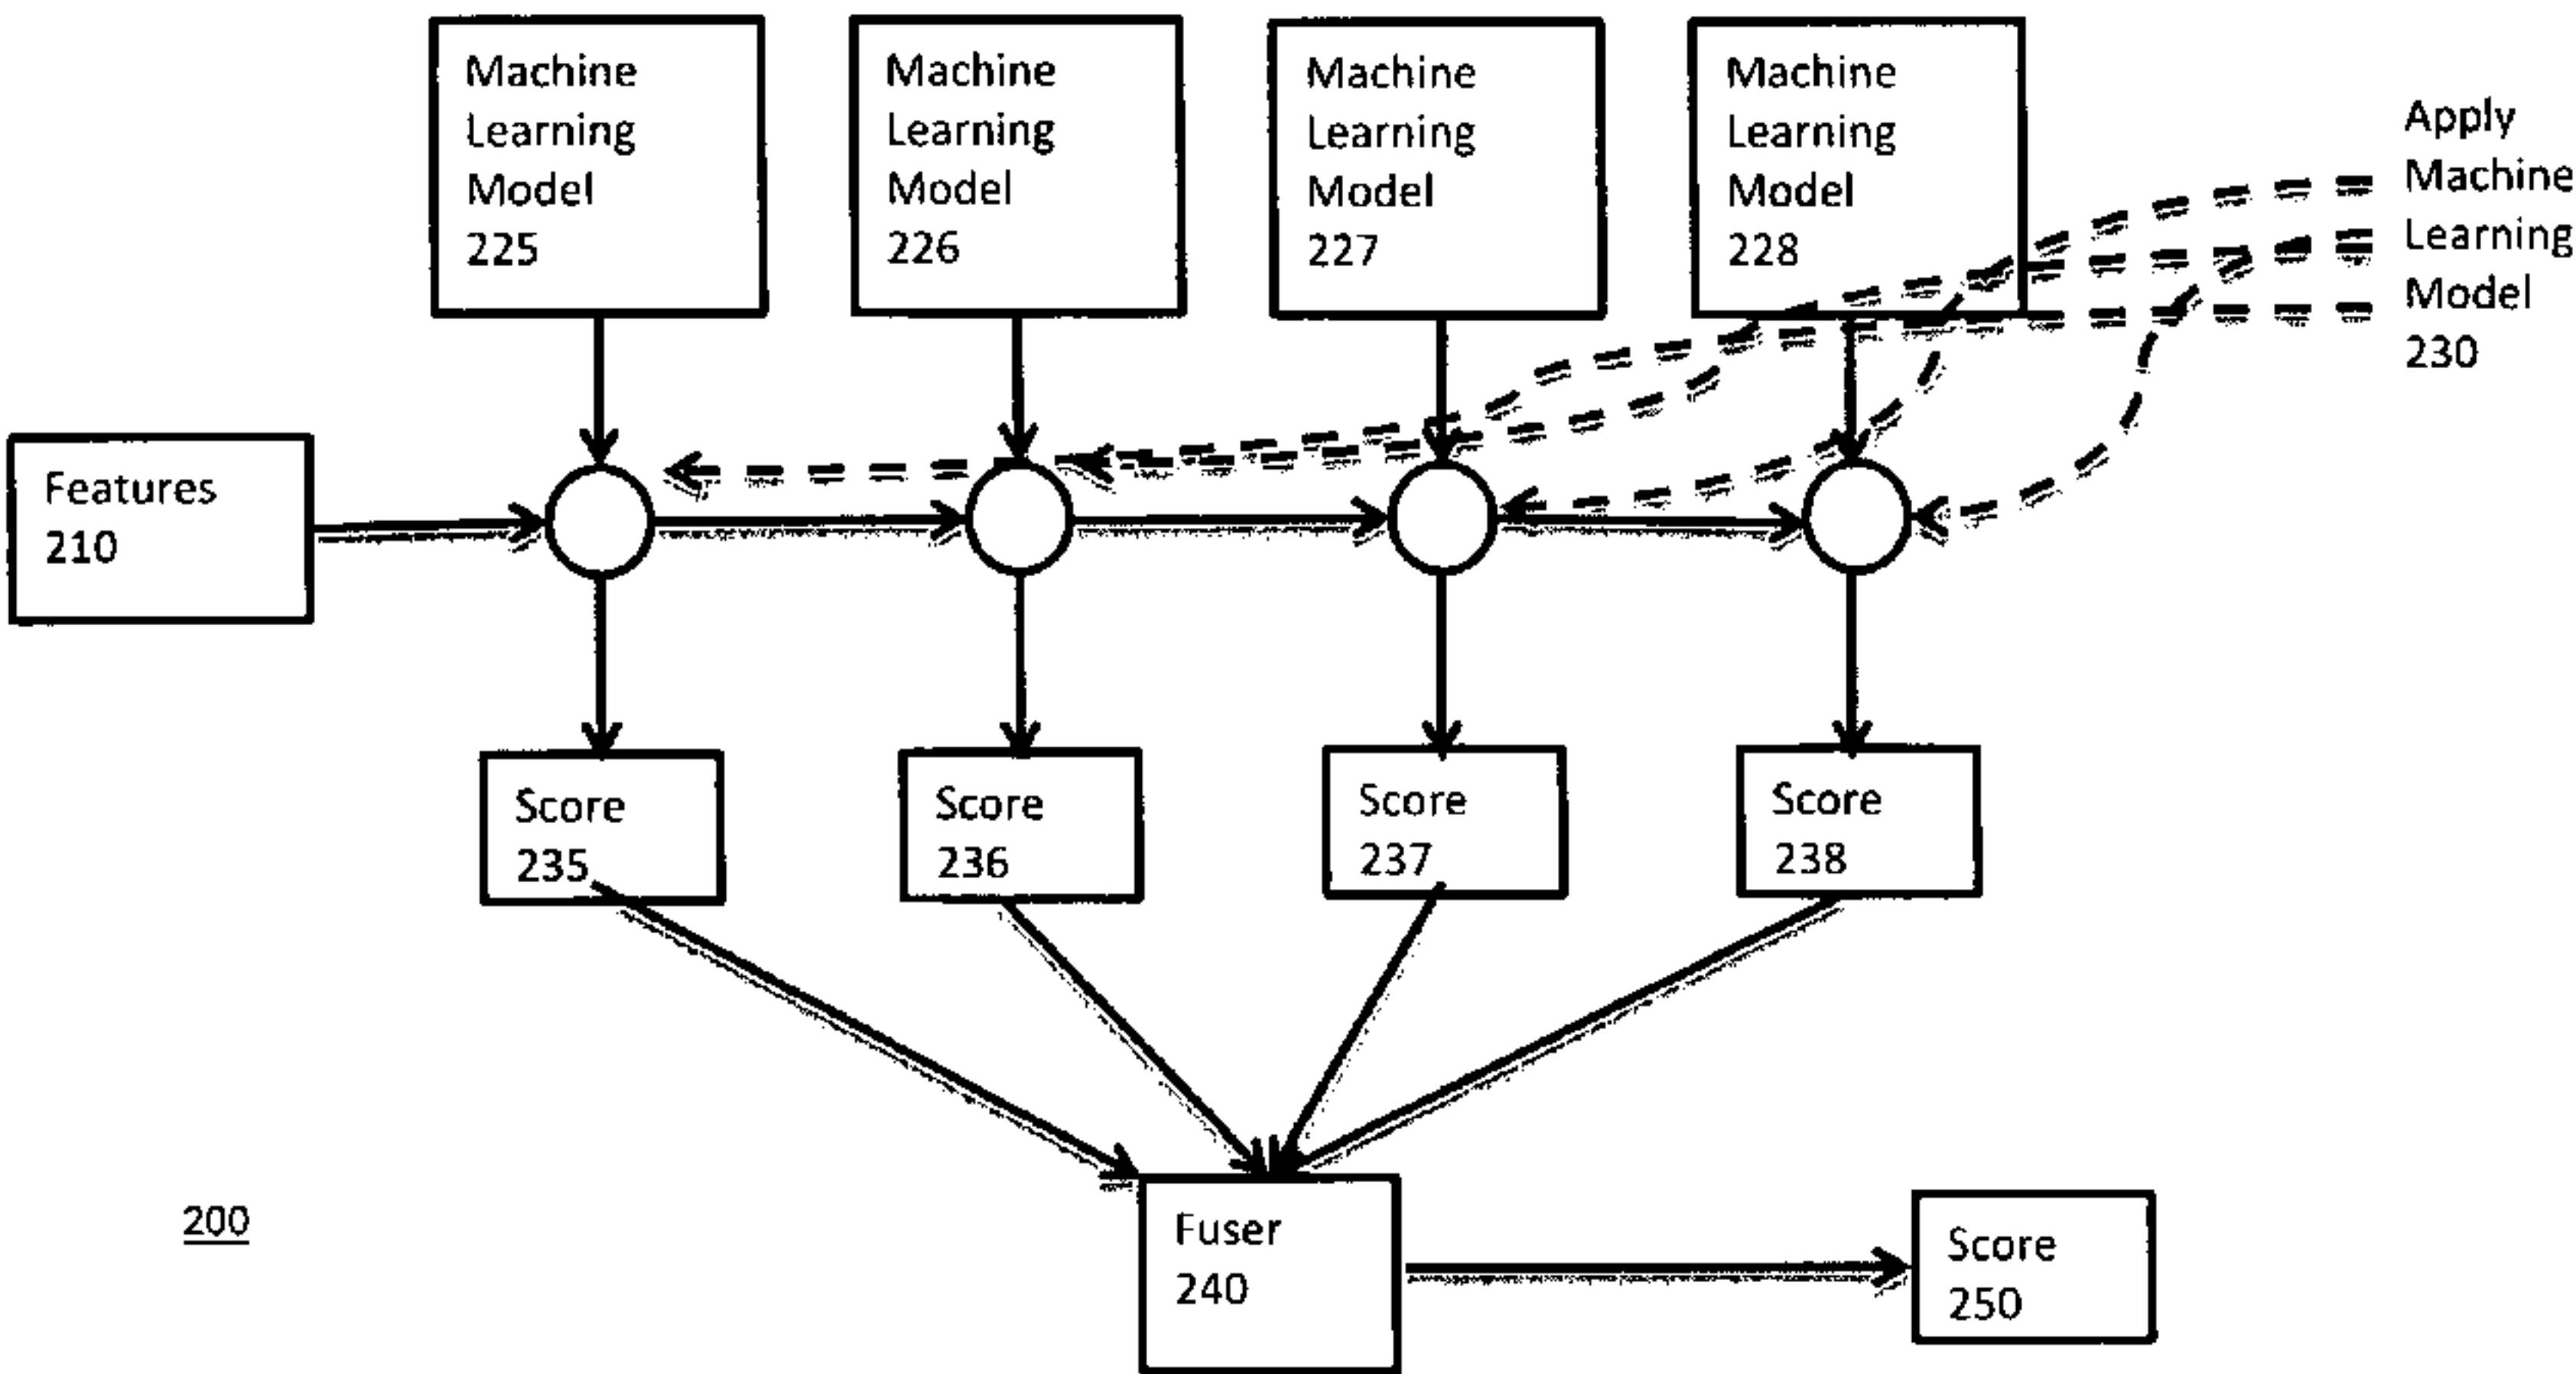 Machine
Learning
Model
225
Machine
Learning
Model
226
Machine
Learning
Model
227
Machine
Learning
Model
228
Apply
Machine
Learning
Model
230
Features
210
Score
235
Score
236
Score
237
Score
238
200
Fuser
240
Score
250